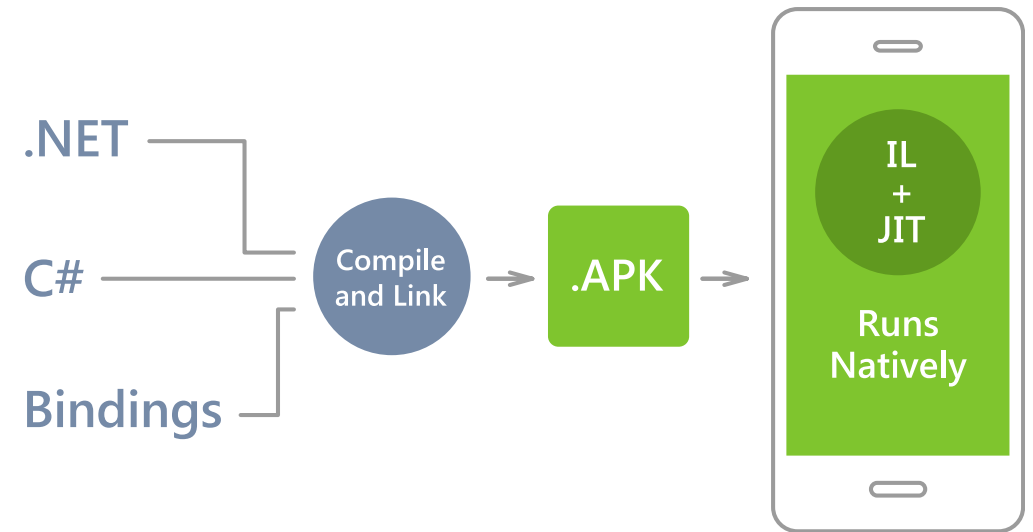 .NET
C#
Bindings
Compile
and Link
.APK
IL
+
JIT
Runs
Natively